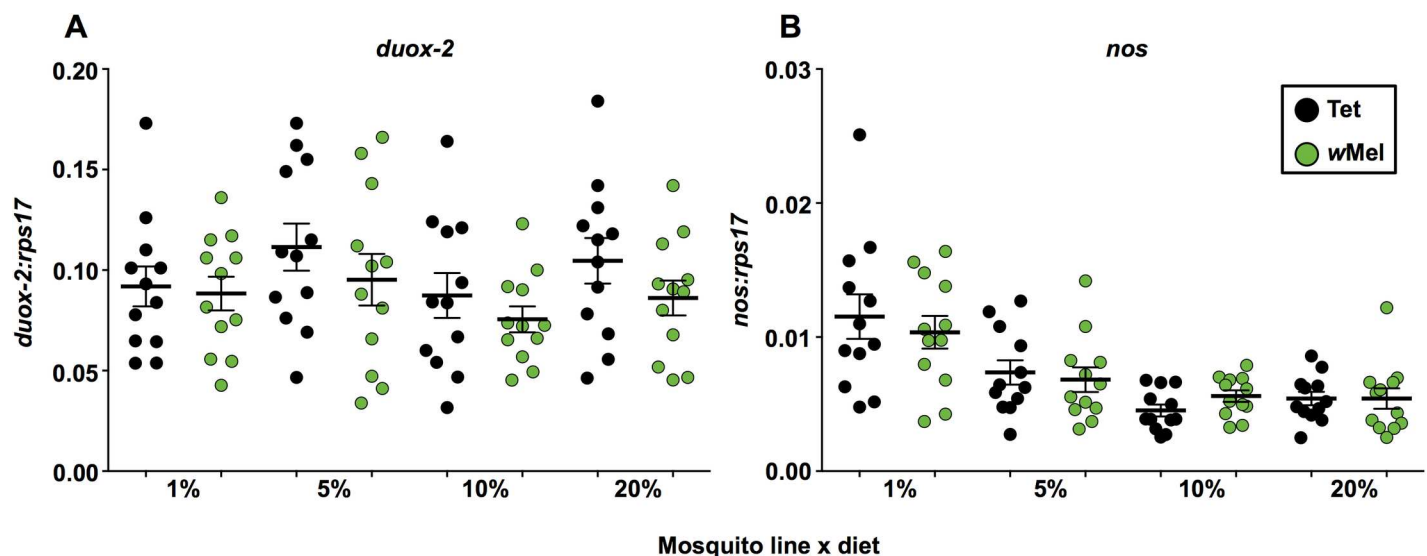 A
duox-2
duox-2:rps17
0.20
0.15
0.10
0.05
0.00
1% 5% 10% 20%
B
nos
nos:rps17
0.03
0.02
0.01
0.00
1% 5% 10% 20%
Tet
wMel
Mosquito line x diet